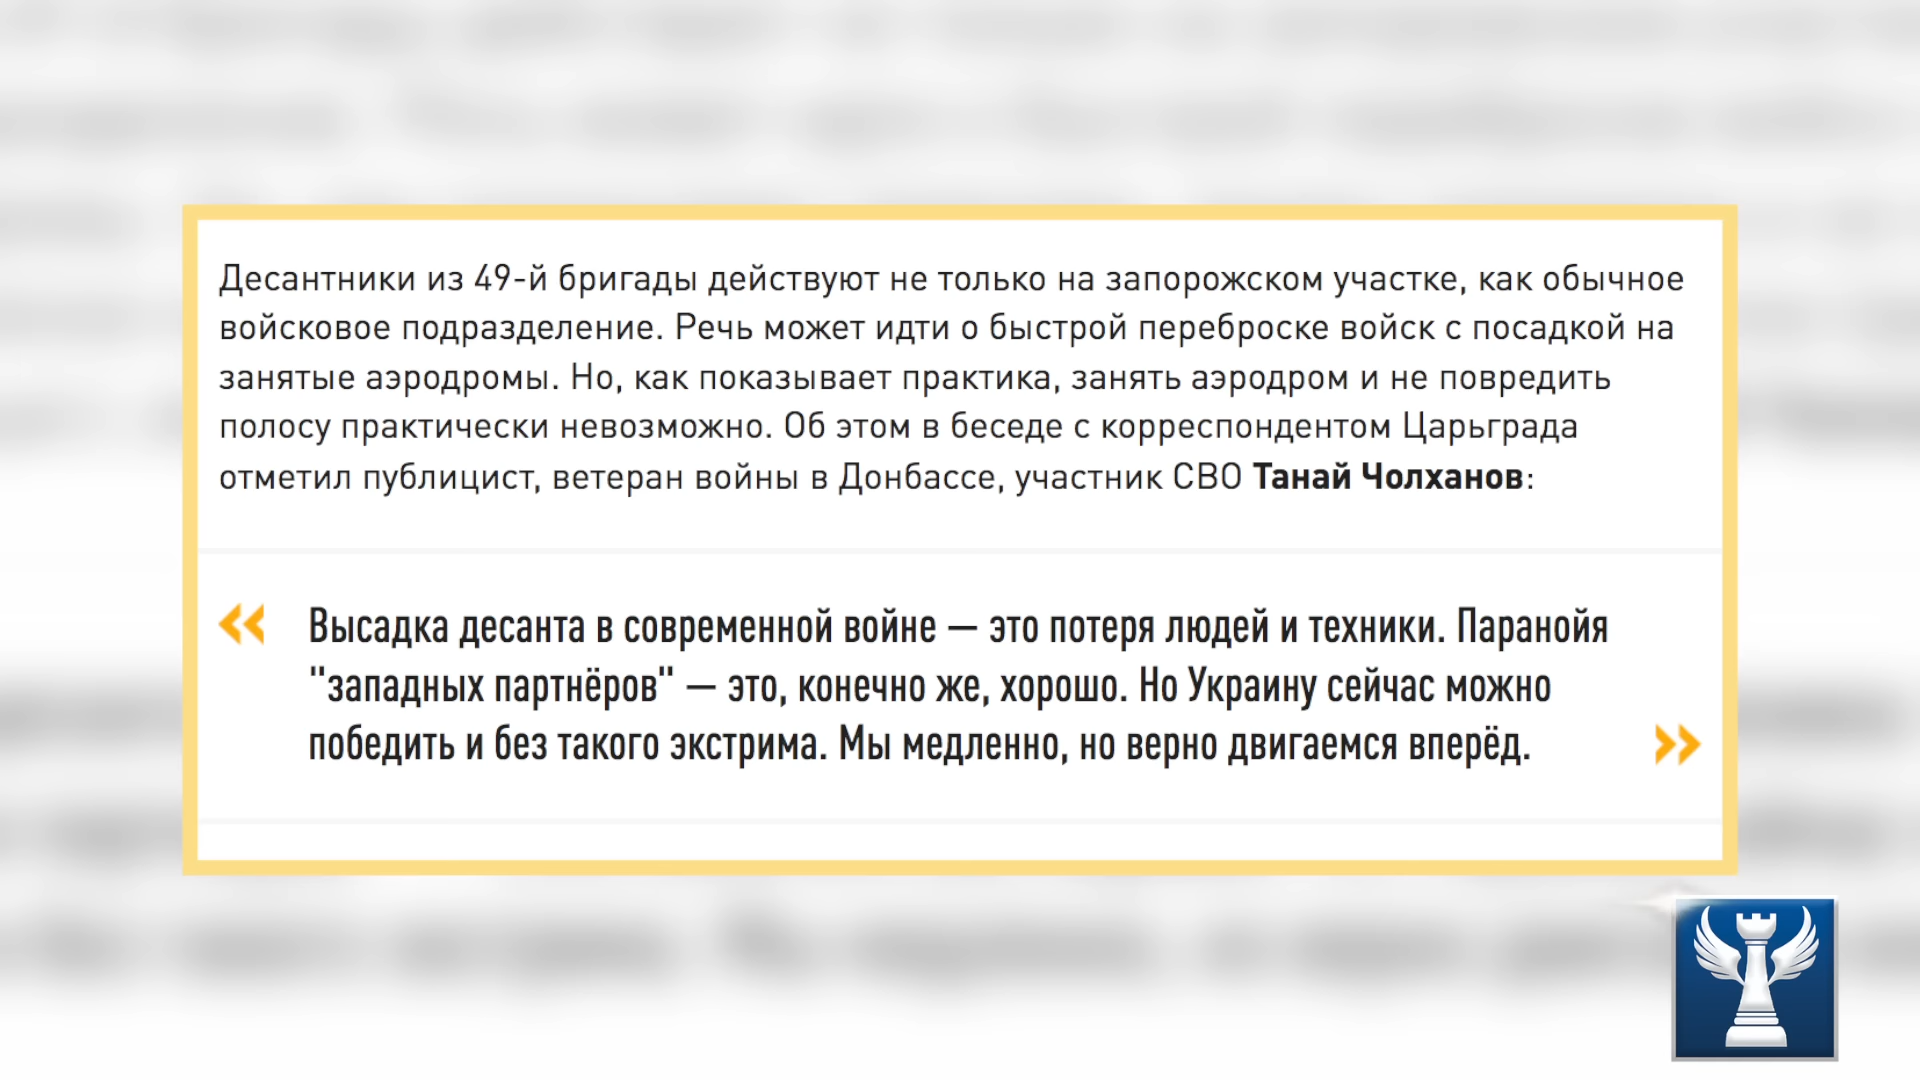 Десантники из 49-й бригады действуют не только на запорожском участке, как обычное
войсковое подразделение. Речь может идти о быстрой переброске войск с посадкой на
занятые аэродромы. Но, как показывает практика, занять аэродром и не повредить
полосу практически невозможно. Об этом в беседе с корреспондентом Царьграда
отметил публицист, ветеран войны в Донбассе, участник СВО Танай Чолханов:
« Высадка десанта в современной войне — это потеря людей и техники. Паранойя
"западных партнёров" — это, конечно же, хорошо. Но Украину сейчас можно
победить и без такого экстрима. Мы медленно, но верно двигаемся вперёд. »